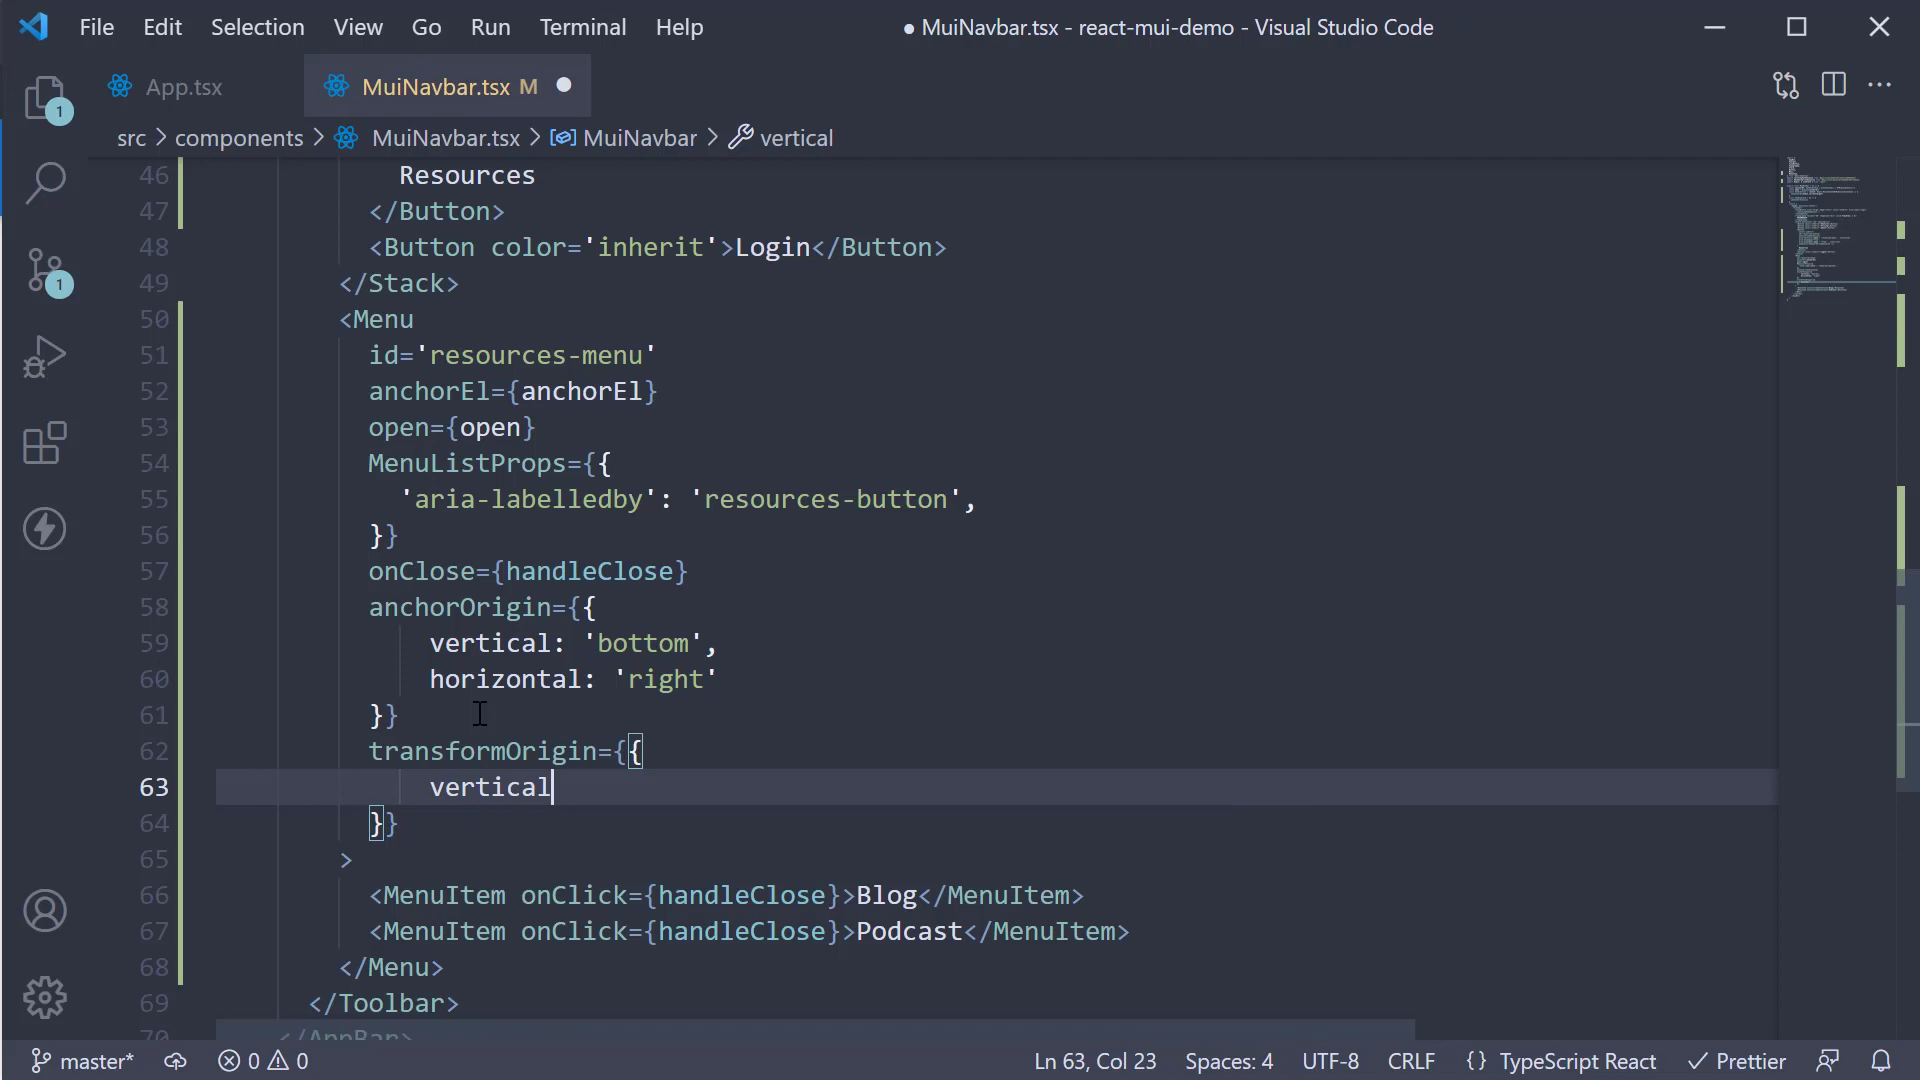 File Edit Selection View Go Run Terminal Help ● MuiNavbar.tsx - react-mui-demo - Visual Studio Code
App.tsx MuiNavbar.tsx M
src > components > MuiNavbar.tsx > MuiNavbar > vertical
46 Resources
47 </Button>
48 <Button color='inherit'>Login</Button>
49 </Stack>
50 <Menu
51 id='resources-menu'
52 anchorEl={anchorEl}
53 open={open}
54 MenuListProps={{
55 'aria-labelledby': 'resources-button',
56 }}
57 onClose={handleClose}
58 anchorOrigin={{
59 vertical: 'bottom',
60 horizontal: 'right'
61 }}
62 transformOrigin={{
63 vertical
64 }}
65 >
66 <MenuItem onClick={handleClose}>Blog</MenuItem>
67 <MenuItem onClick={handleClose}>Podcast</MenuItem>
68 </Menu>
69 </Toolbar>
70 </AppBar>
1
1
master* 0 0 Ln 63, Col 23 Spaces: 4 UTF-8 CRLF {} TypeScript React ✓ Prettier